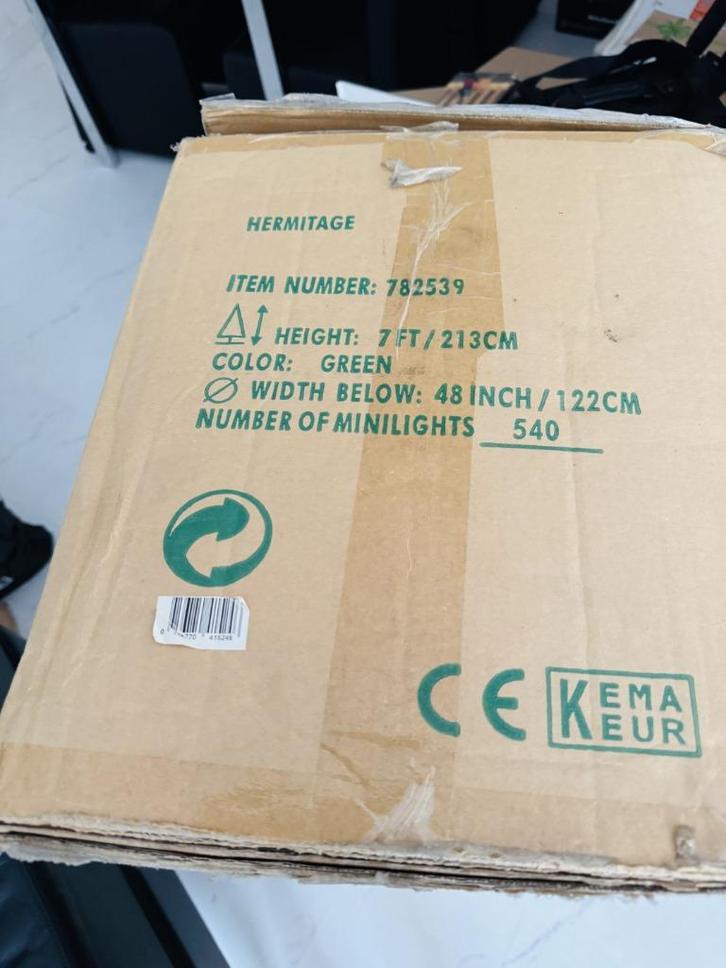 HERMITAGE
ITEM NUMBER: 782539
HEIGHT: 7 FT / 213CM
COLOR: GREEN
WIDTH BELOW: 48 INCH / 122CM
NUMBER OF MINILIGHTS 540
CE KEMA
KEUR